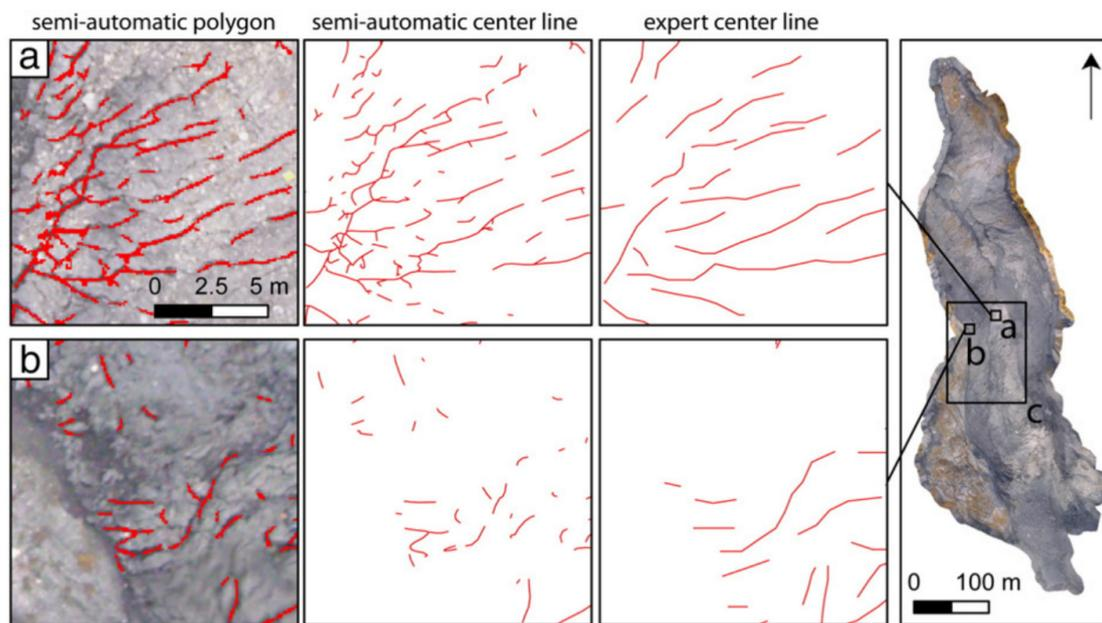 semi-automatic polygon semi-automatic center line expert center line
a
0 2.5 5 m
b
a
b
c
0 100 m